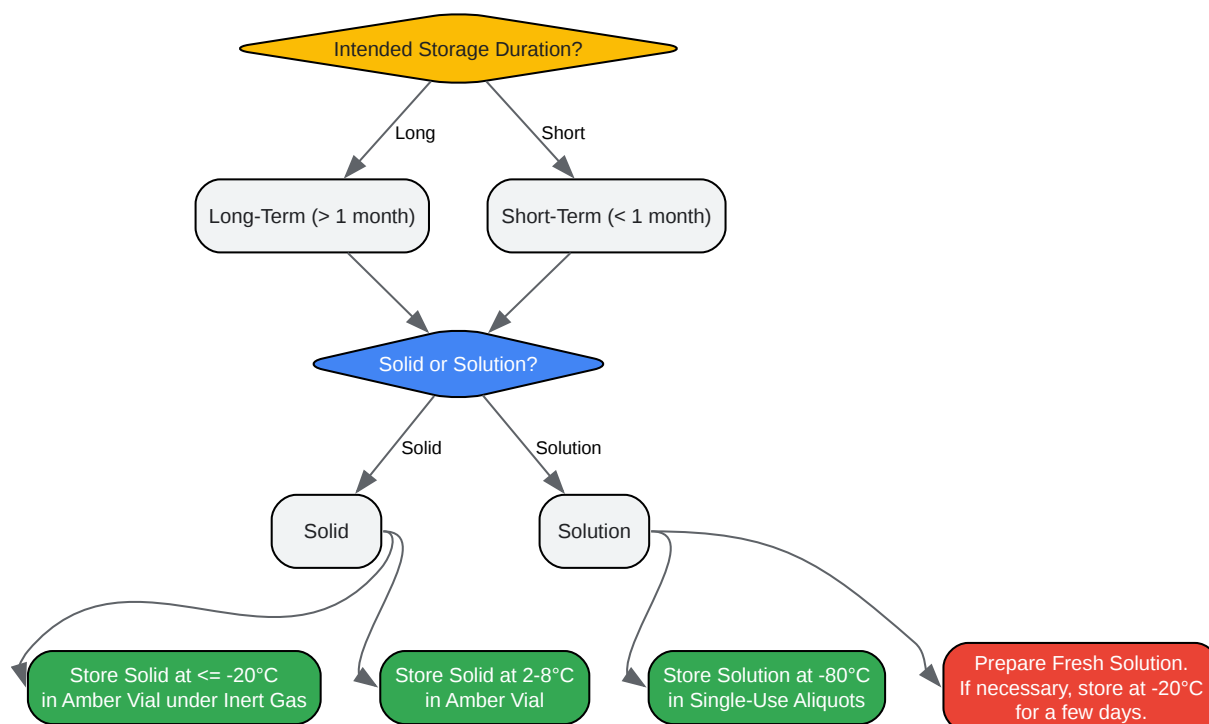 Intended Storage Duration?
Long
Short
Long-Term (> 1 month)
Short-Term (< 1 month)
Solid or Solution?
Solid
Solution
Solid
Solution
Store Solid at <= -20°C
in Amber Vial under Inert Gas
Store Solid at 2-8°C
in Amber Vial
Store Solution at -80°C
in Single-Use Aliquots
Prepare Fresh Solution.
If necessary, store at -20°C
for a few days.